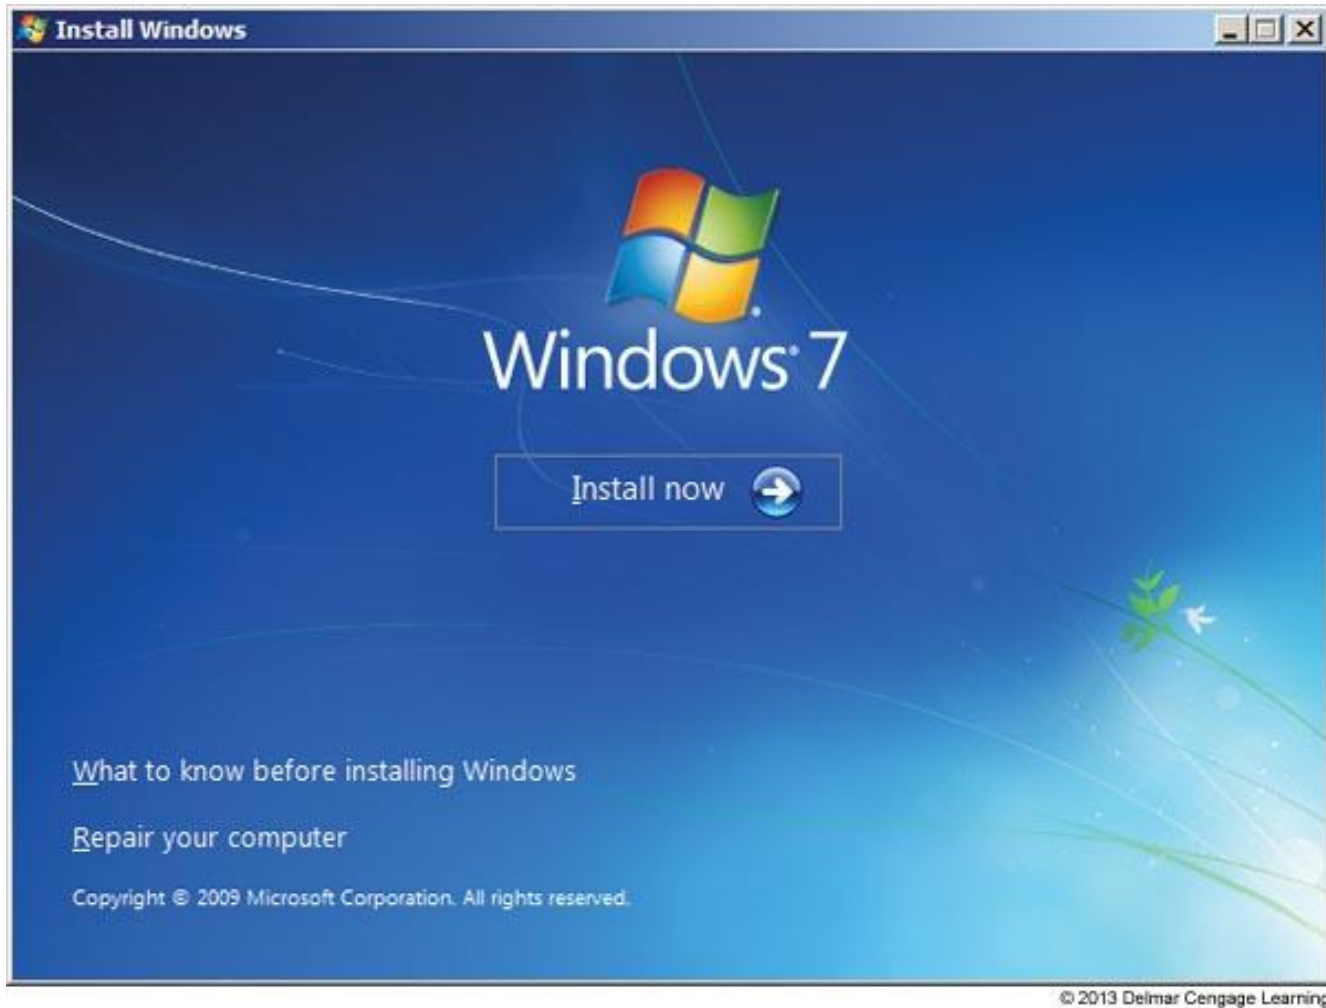 Install Windows
Windows® 7
Install now
What to know before installing Windows
Repair your computer
Copyright © 2009 Microsoft Corporation. All rights reserved.
© 2013 Delmar Cengage Learning